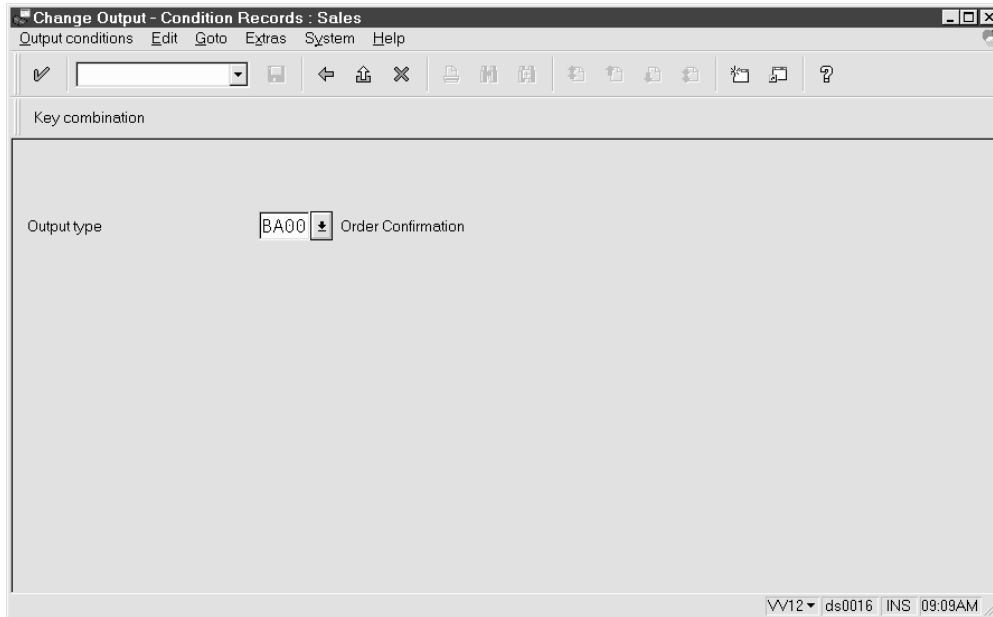 Change Output - Condition Records : Sales
Output conditions Edit Goto Extras System Help
Key combination
Output type BA00 Order Confirmation
VV12 ds0016 INS 09:09AM